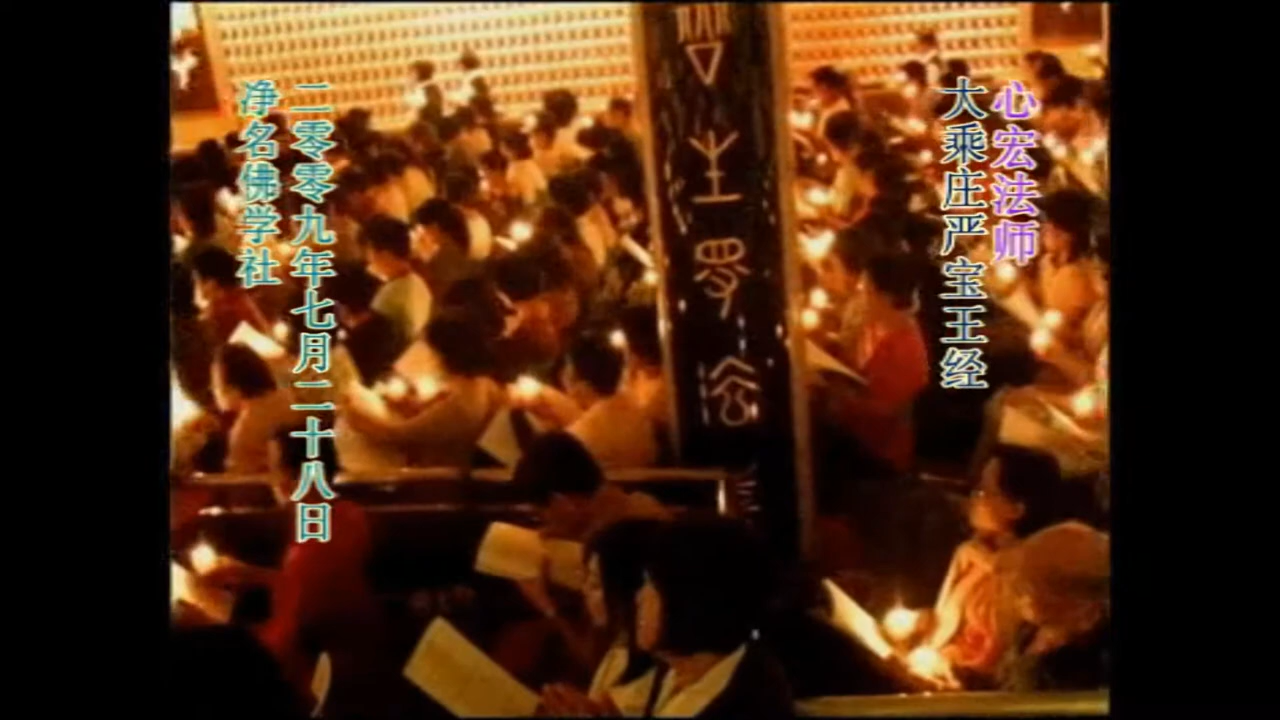 心宏法师
大乘庄严宝王经
二零零九年七月二十八日
净名佛学社